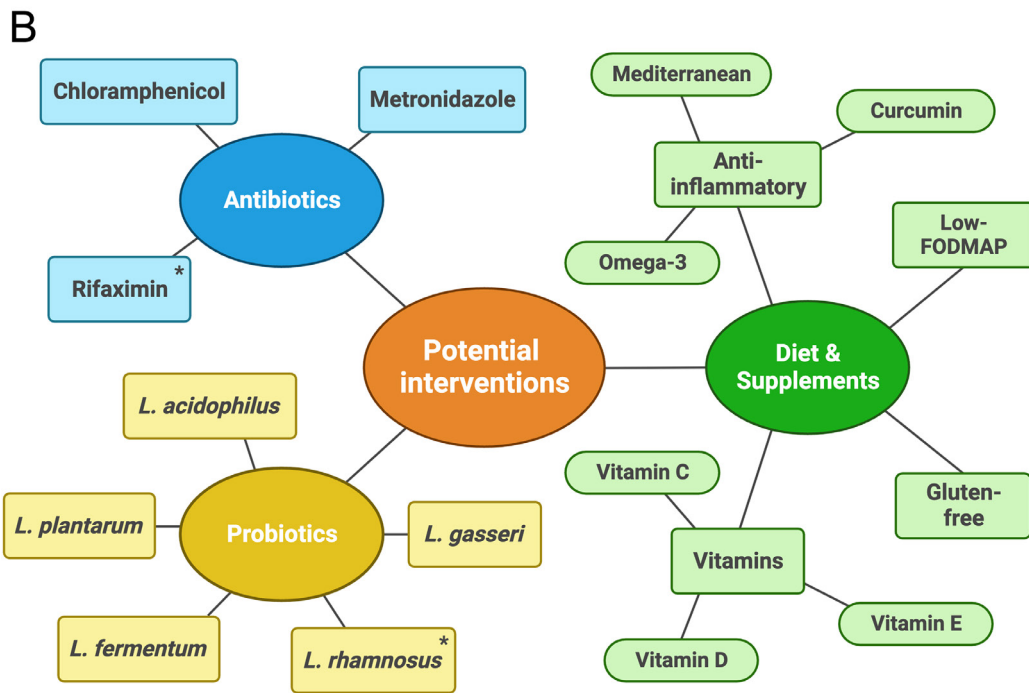 B
Chloramphenicol
Metronidazole
Antibiotics
Rifaximin*
Mediterranean
Curcumin
Anti-
inflammatory
Omega-3
Low-
FODMAP
Potential
interventions
Diet &
Supplements
L. acidophilus
L. plantarum
Probiotics
L. gasseri
L. fermentum
L. rhamnosus*
Vitamin C
Gluten-
free
Vitamins
Vitamin E
Vitamin D